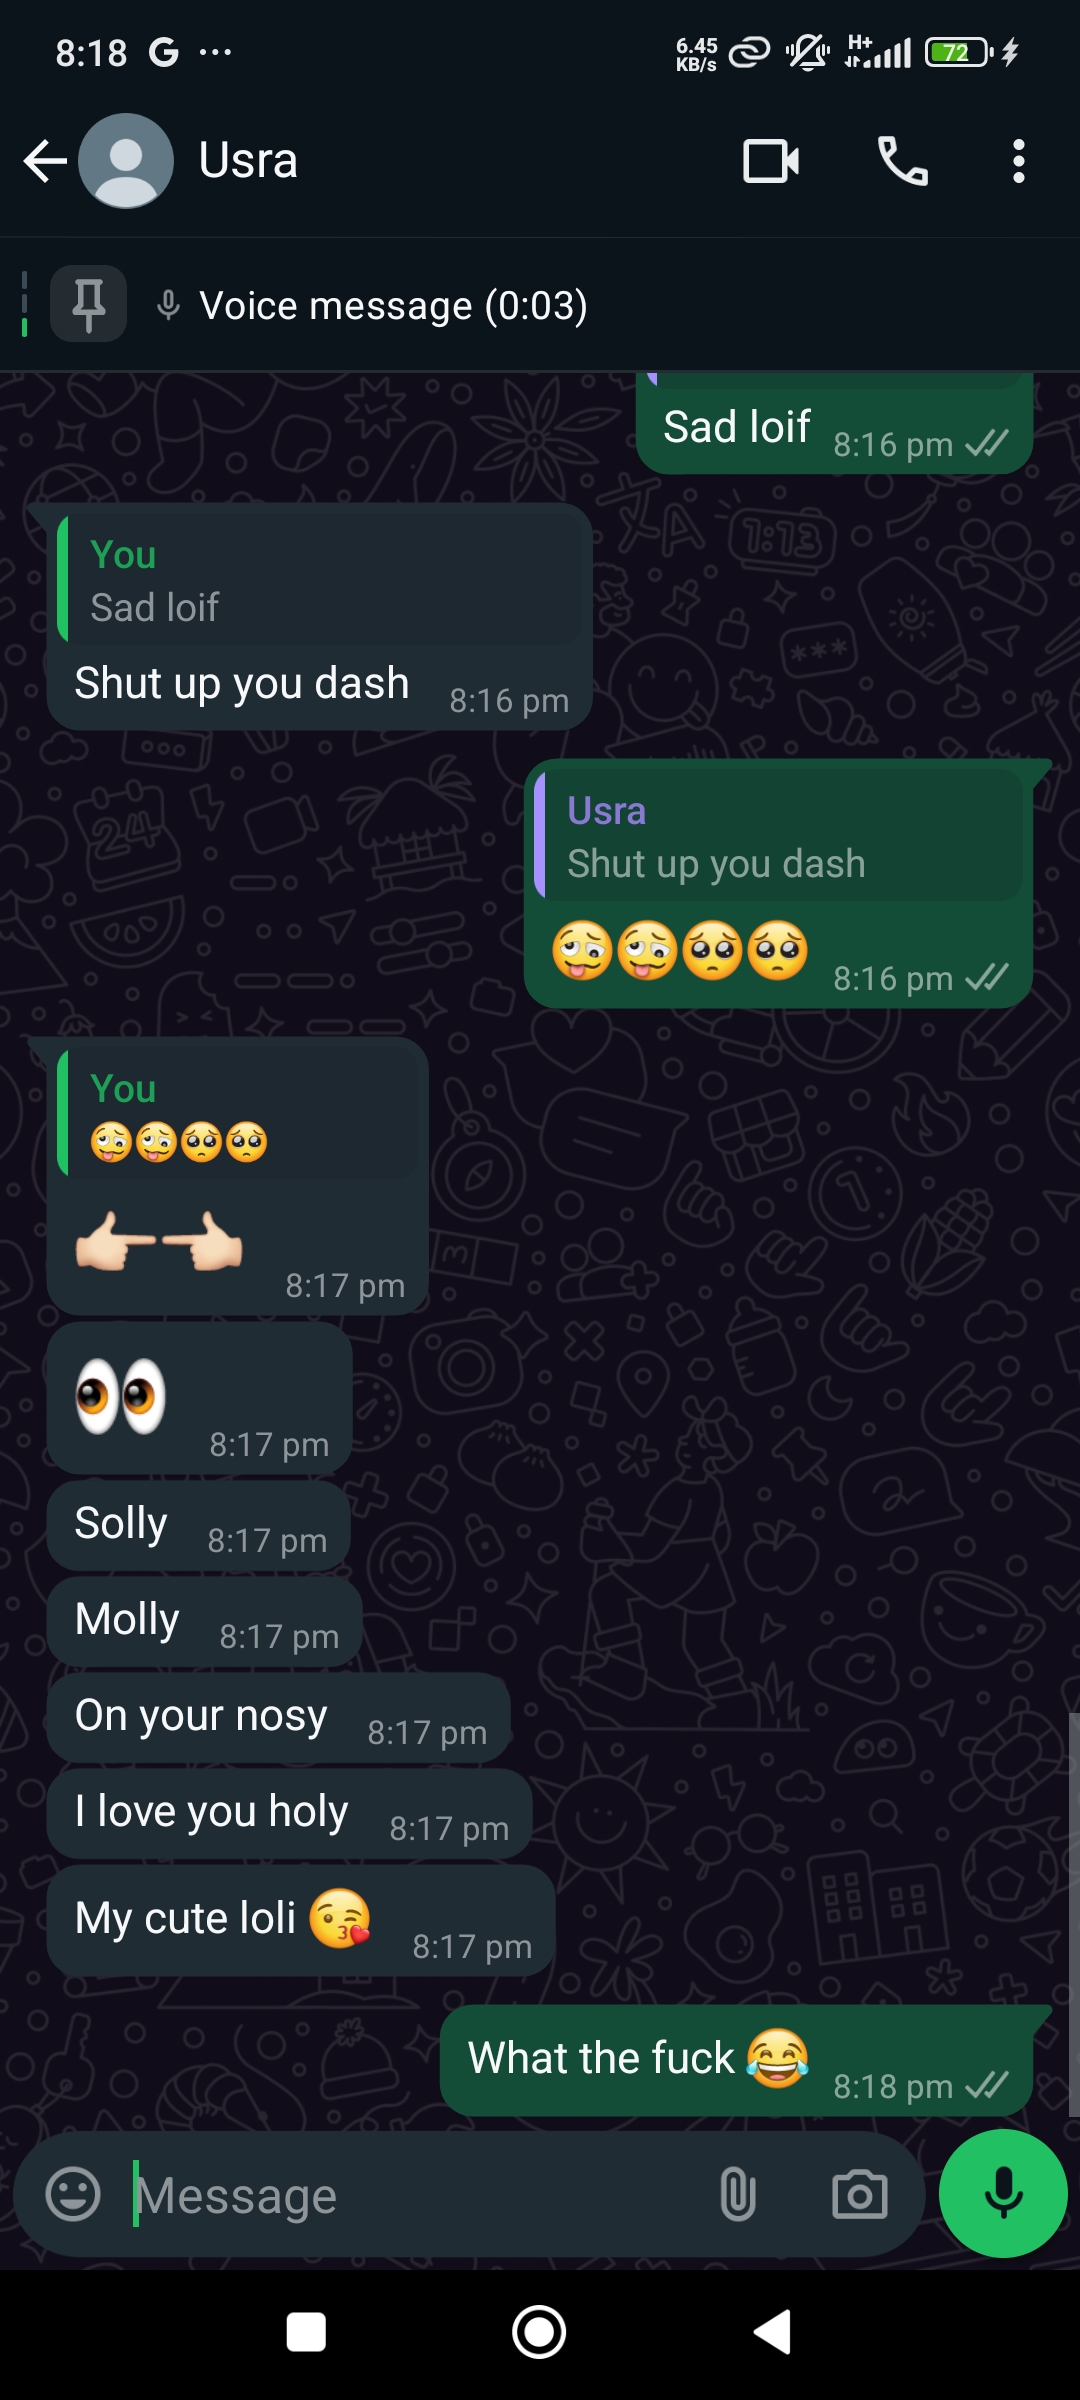 8:18 G ...
6.45 KB/s H+ 72
Usra
Voice message (0:03)
Sad loif 8:16 pm
You
Sad loif
Shut up you dash 8:16 pm
Usra
Shut up you dash
🥴🥴🥺🥺 8:16 pm
You
🥴🥴🥺🥺
👉🏻👈🏻 8:17 pm
👀 8:17 pm
Solly 8:17 pm
Molly 8:17 pm
On your nosy 8:17 pm
I love you holy 8:17 pm
My cute loli 😘 8:17 pm
What the fuck 😂 8:18 pm
Message